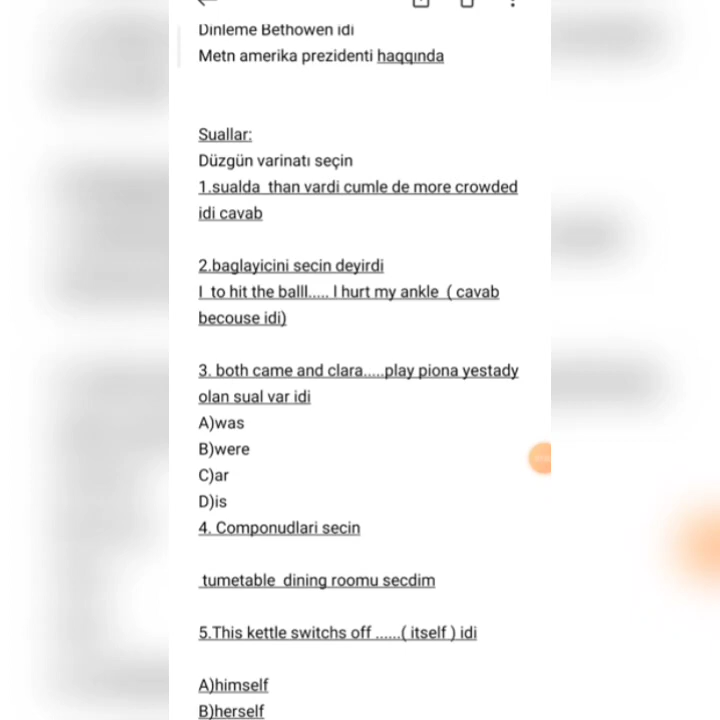 Dinleme Bethowen idi
Metn amerika prezidenti haqqında
Suallar:
Düzgün varinatı seçin
1.sualda than vardi cumle de more crowded
idi cavab
2.baglayicini secin deyirdi
I to hit the balll..... I hurt my ankle ( cavab
becouse idi)
3. both came and clara.....play piona yestady
olan sual var idi
A)was
B)were
C)ar
D)is
4. Componudlari secin
tumetable dining roomu secdim
5.This kettle switchs off ......( itself ) idi
A)himself
B)herself